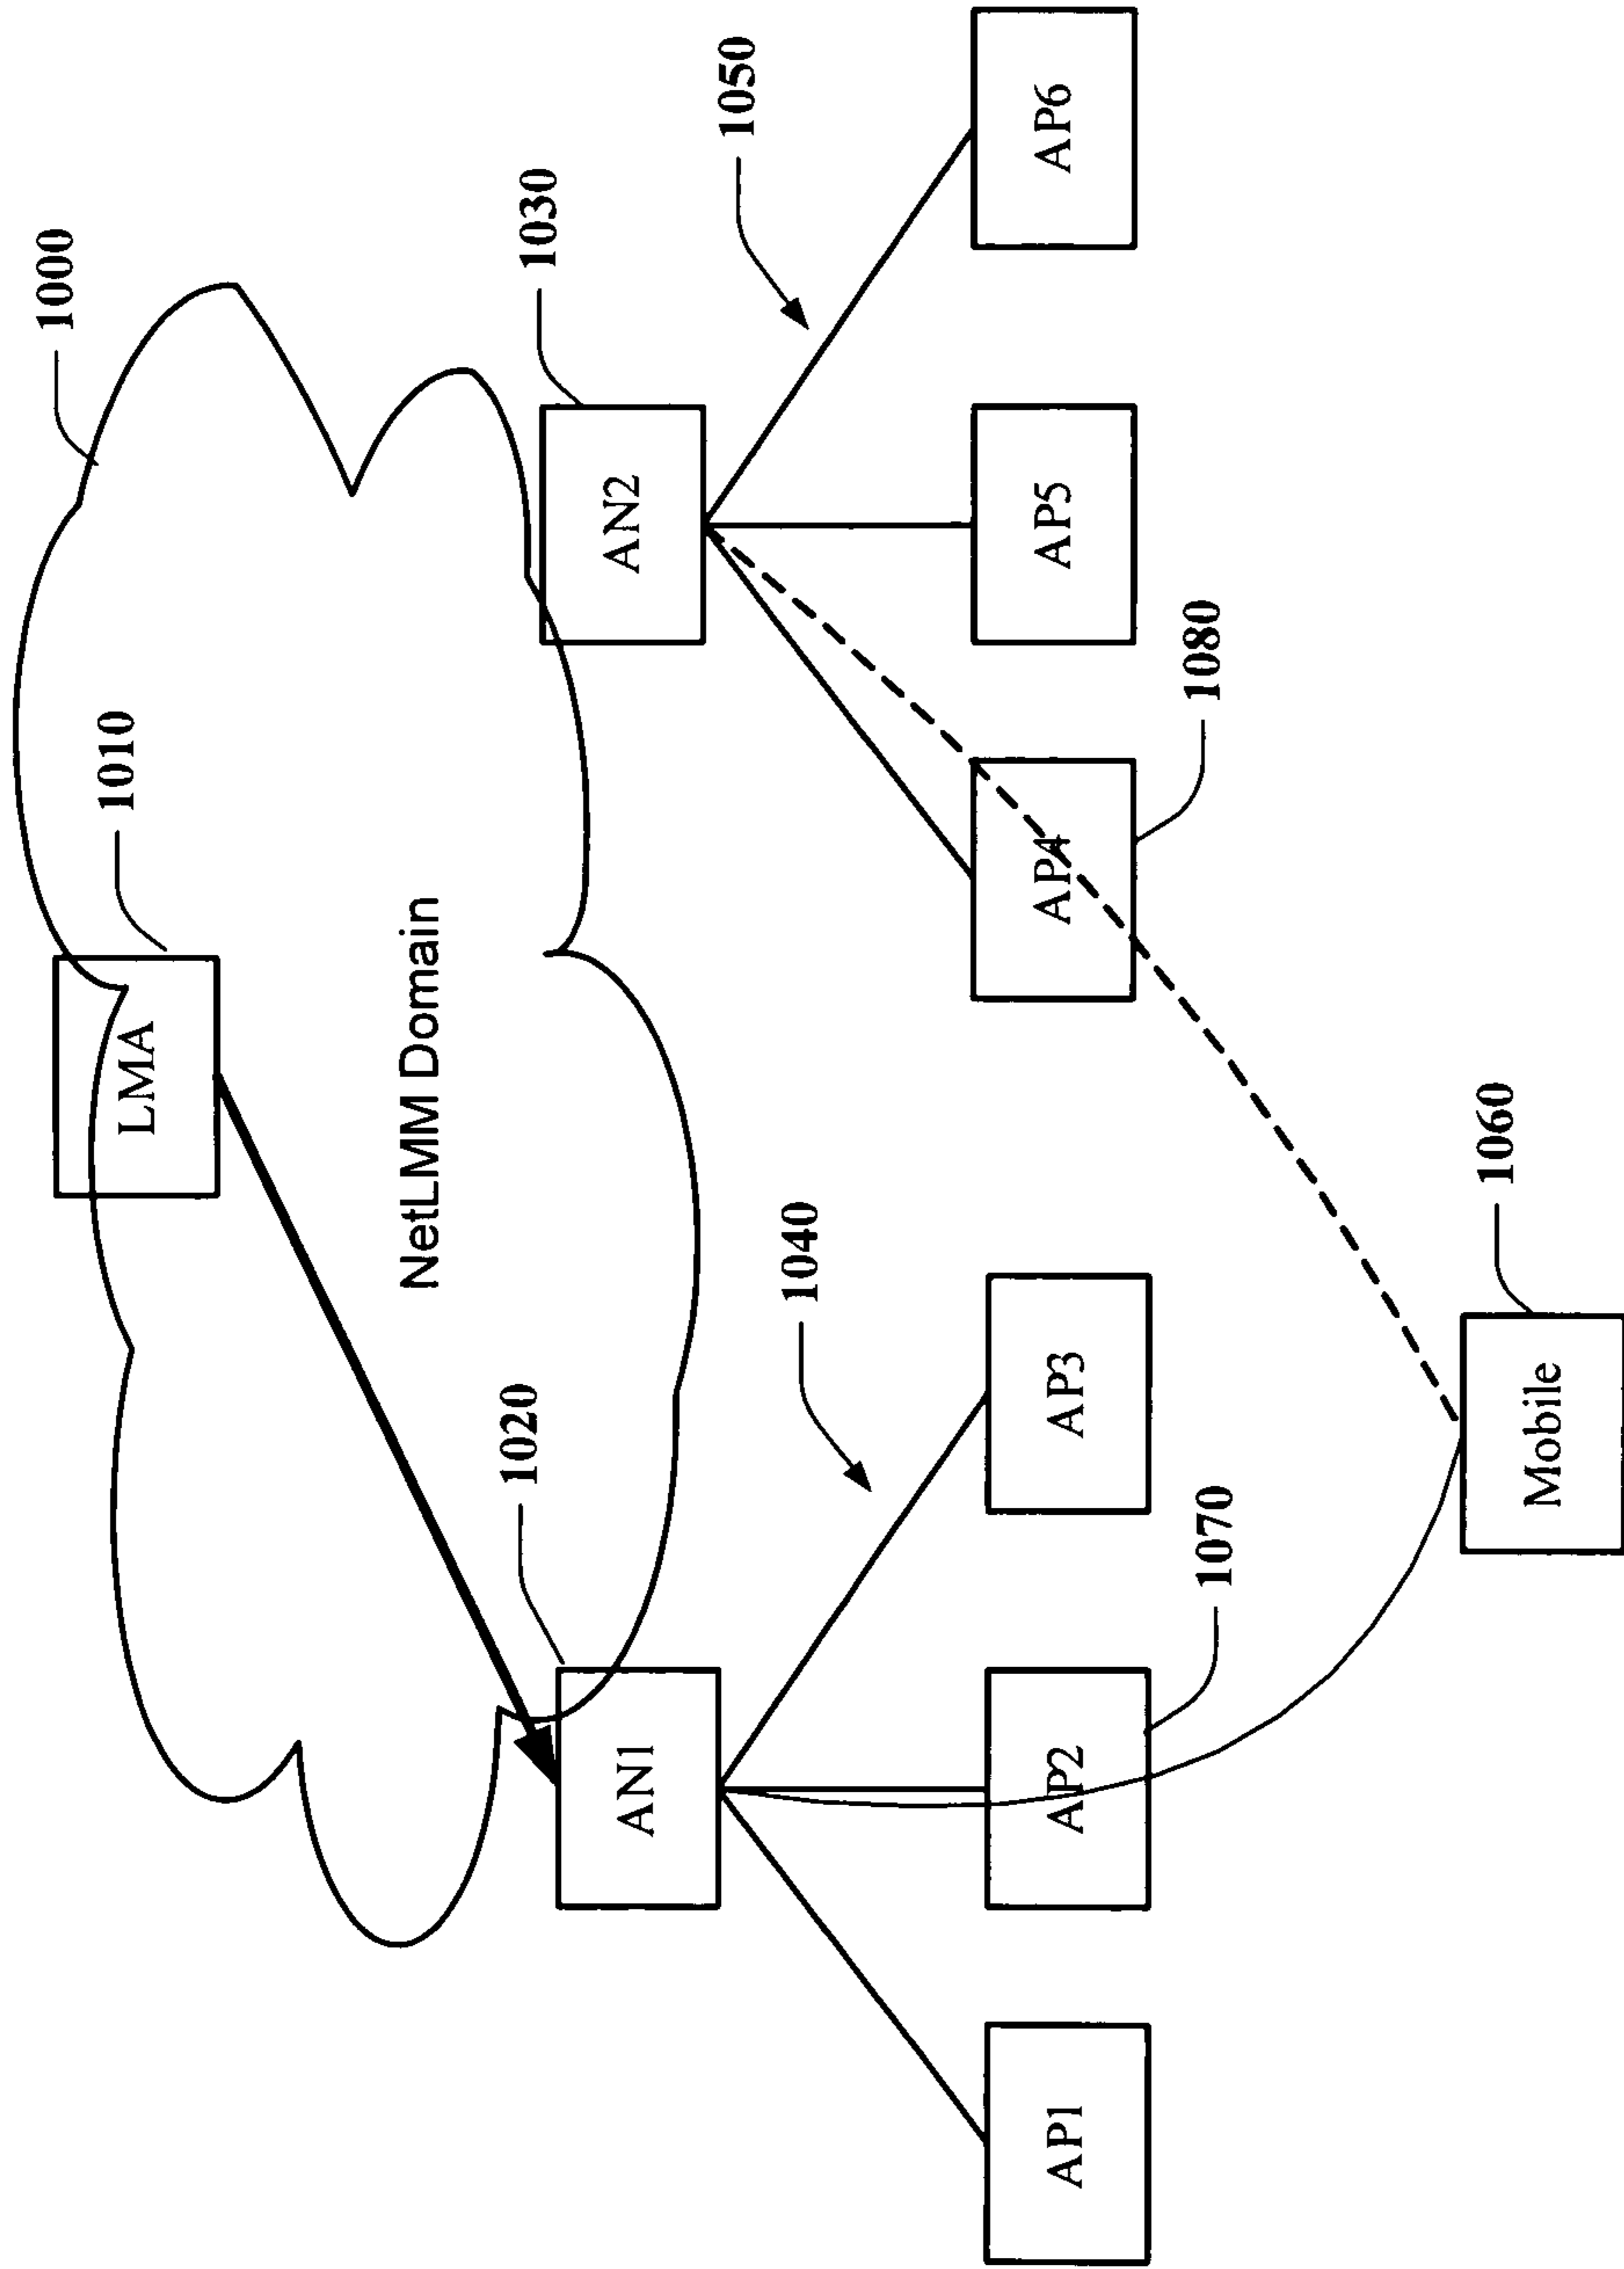 1000
1010
LMA
NetLMM Domain
1020
1030
AN1
AN2
1040
1050
AP1
AP2
AP3
AP4
AP5
AP6
1070
1080
1060
Mobile